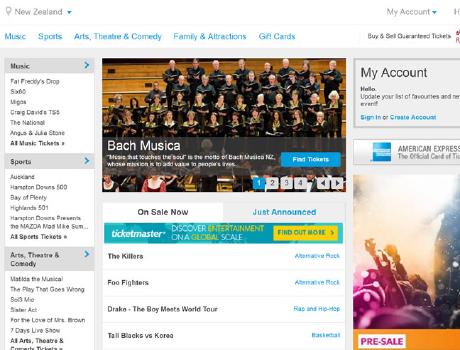 New Zealand
My Account
Music
Sports
Arts, Theatre & Comedy
Family & Attractions
Gift Cards
Buy & Sell Guaranteed Tickets
Music
Fat Freddy's Drop
Six60
Migos
Craig David's TS5
The National
Angus & Julia Stone
All Music Tickets »
Sports
Auckland
Hampton Downs 500
Bay of Plenty
Highlands 501
Hampton Downs Presents
the MAZDA Mad Mike Sum...
All Sports Tickets »
Arts, Theatre &
Comedy
Matilda the Musical
The Play That Goes Wrong
Sol3 Mio
Sister Act
For the Love of Mrs. Brown
7 Days Live Show
All Arts, Theatre &
Comedy Tickets »
Bach Musica
"Music that touches the soul" is the motto of Bach Musica NZ,
whose mission is to add value to people's lives.
Find Tickets
1 2 3 4
On Sale Now
Just Announced
ticketmaster
DISCOVER ENTERTAINMENT
ON A GLOBAL SCALE
FIND OUT MORE
The Killers
Alternative Rock
Foo Fighters
Alternative Rock
Drake - The Boy Meets World Tour
Rap and Hip-Hop
Tall Blacks vs Korea
Basketball
My Account
Hello.
Update your list of favourites and
event!
Sign In or Create Account
AMERICAN EXPRESS
The Official Card of
PRE-SALE